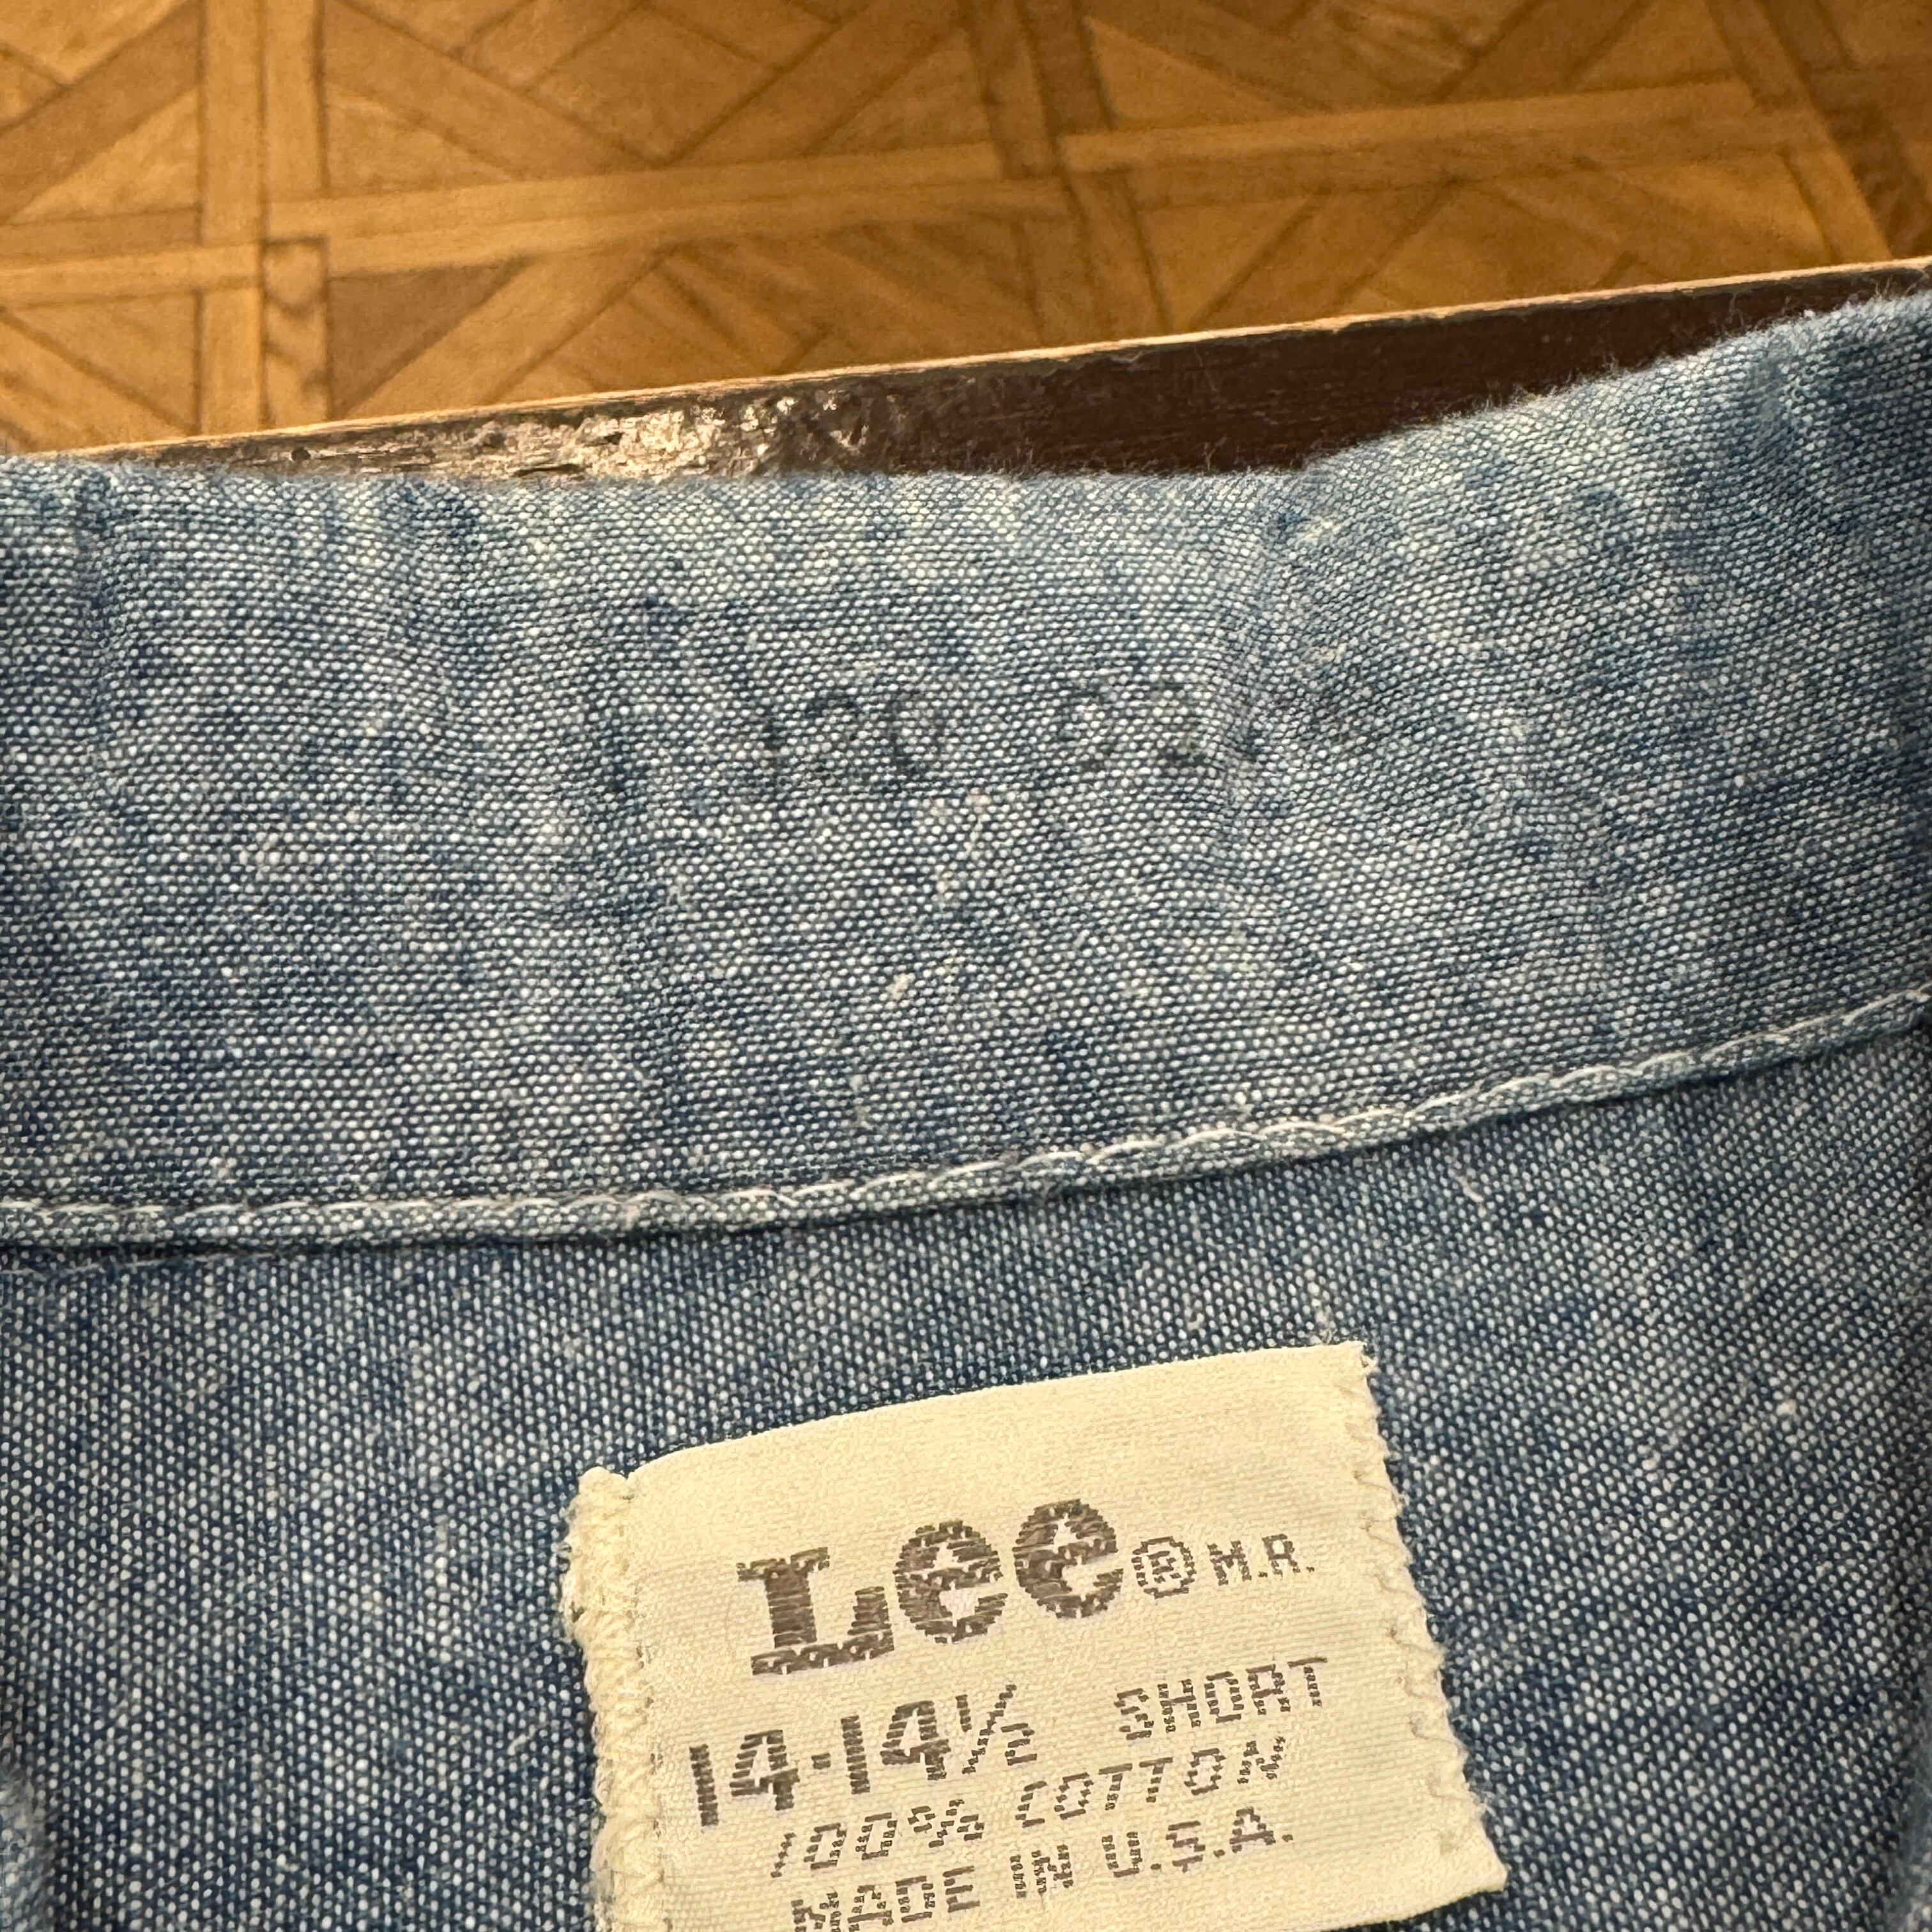 Lee® M.R.
14-14½ SHORT
100% COTTON
MADE IN U.S.A.